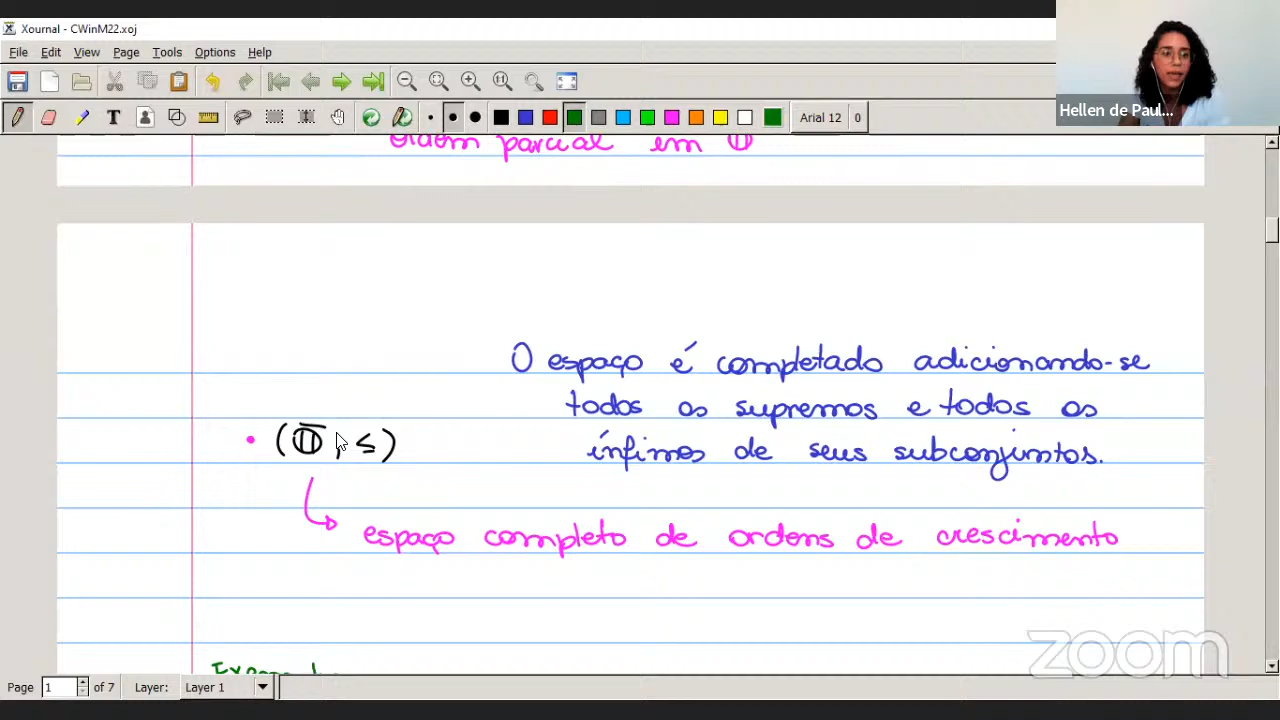 Xournal - CWinM22.xoj
File Edit View Page Tools Options Help
Arial 12 0
Hellen de Paul...
ordem parcial em 𝕆
O espaço é completado adicionando-se
todos os supremos e todos os
ínfimos de seus subconjuntos.
• (𝕆̅, ≤)
espaço completo de ordens de crescimento
zoom
Page 1 of 7 Layer: Layer 1